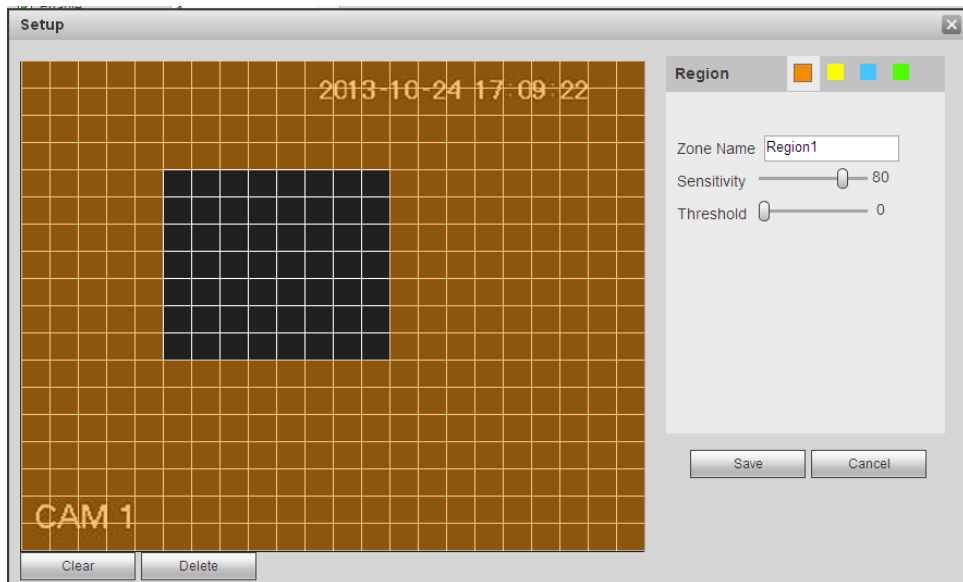 Setup
2013-10-24 17:09:22
Region
Zone Name Region1
Sensitivity 80
Threshold 0
CAM 1
Save Cancel
Clear Delete